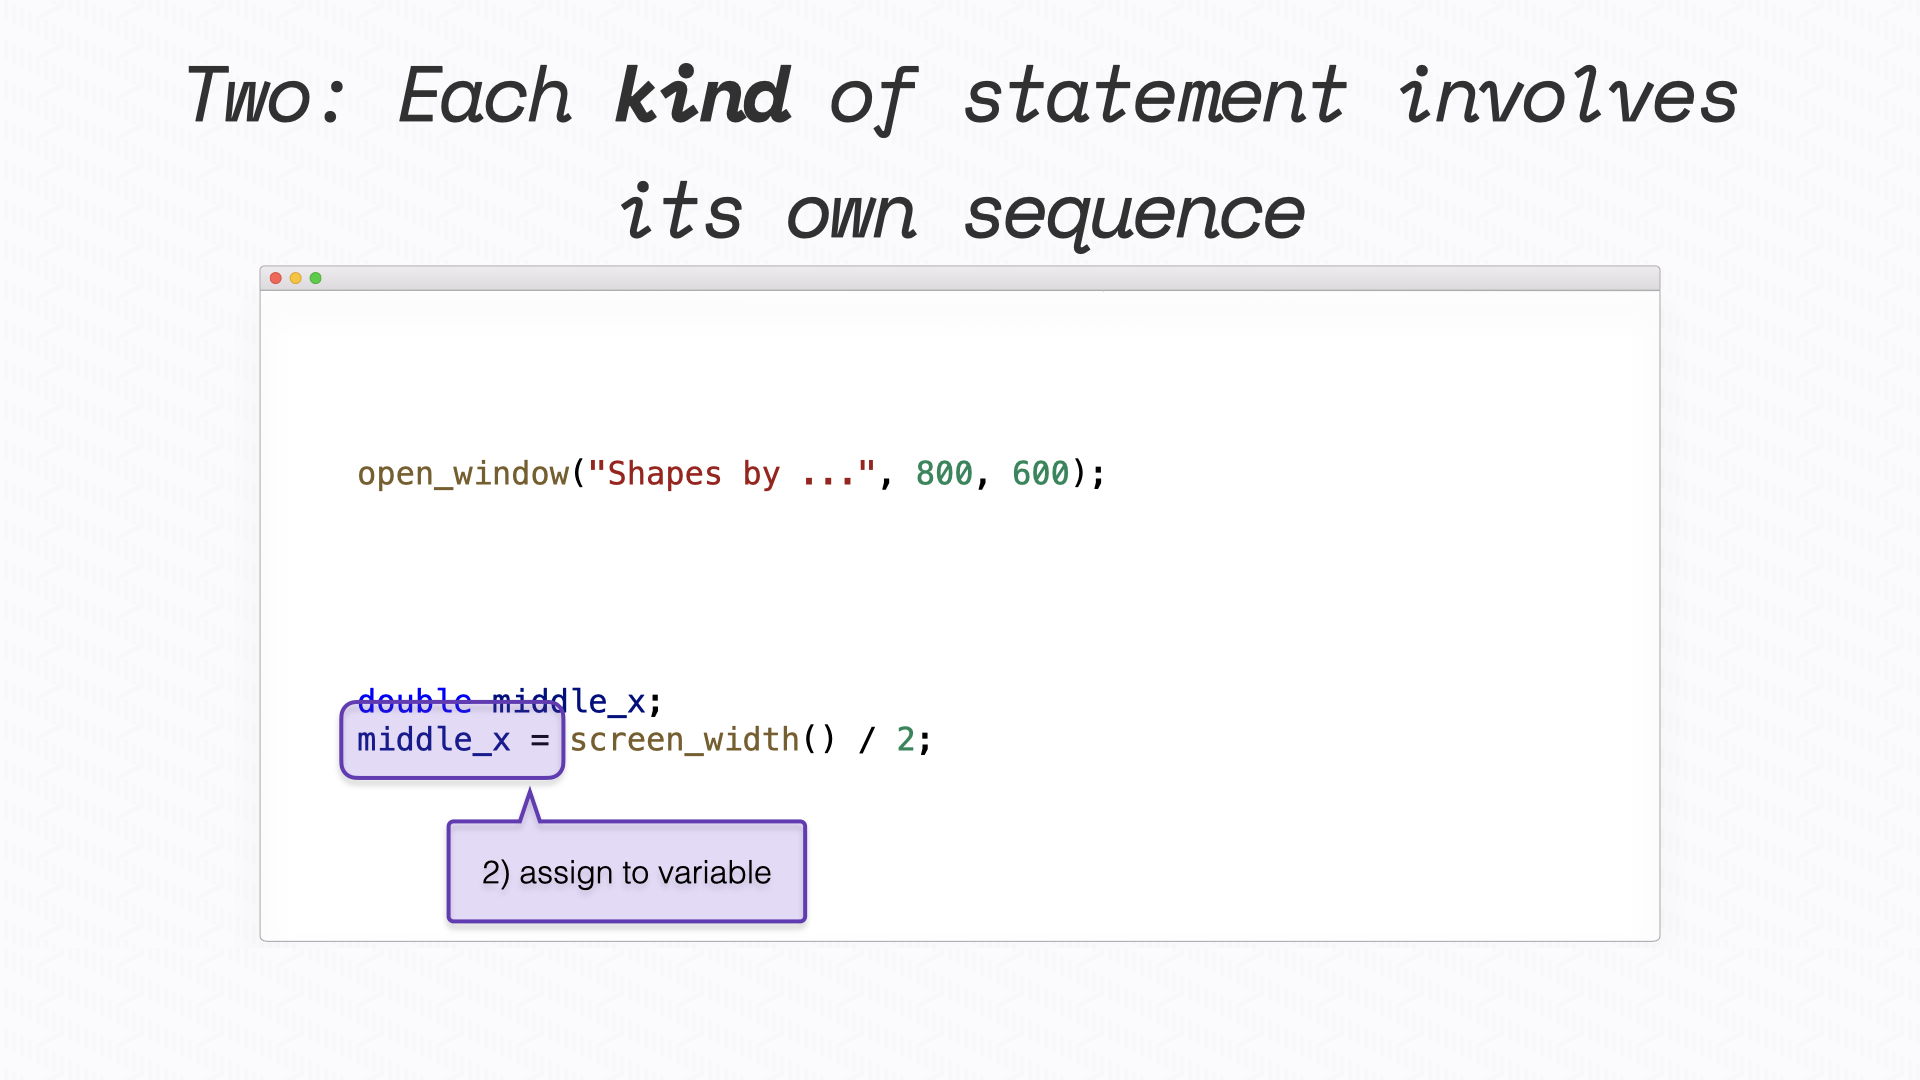 Two: Each kind of statement involves
its own sequence
open_window("Shapes by ...", 800, 600);
double middle_x;
middle_x = screen_width() / 2;
2) assign to variable